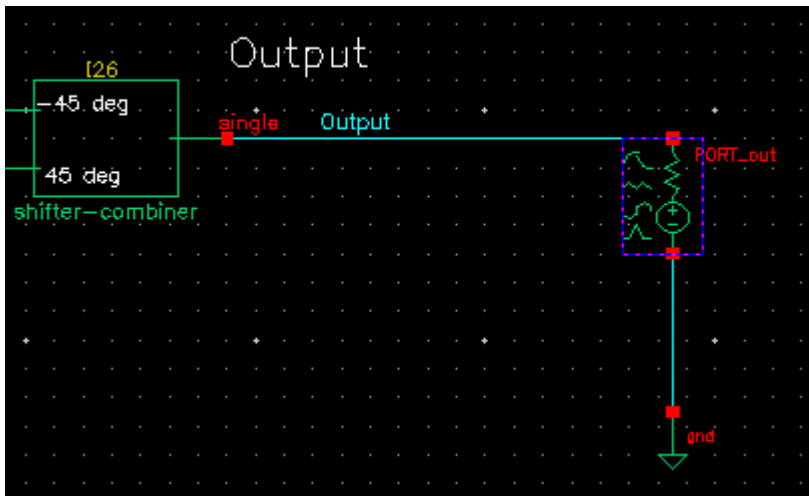 Output
I26
-45 deg
single
Output
PORT_out
45 deg
shifter-combiner
gnd